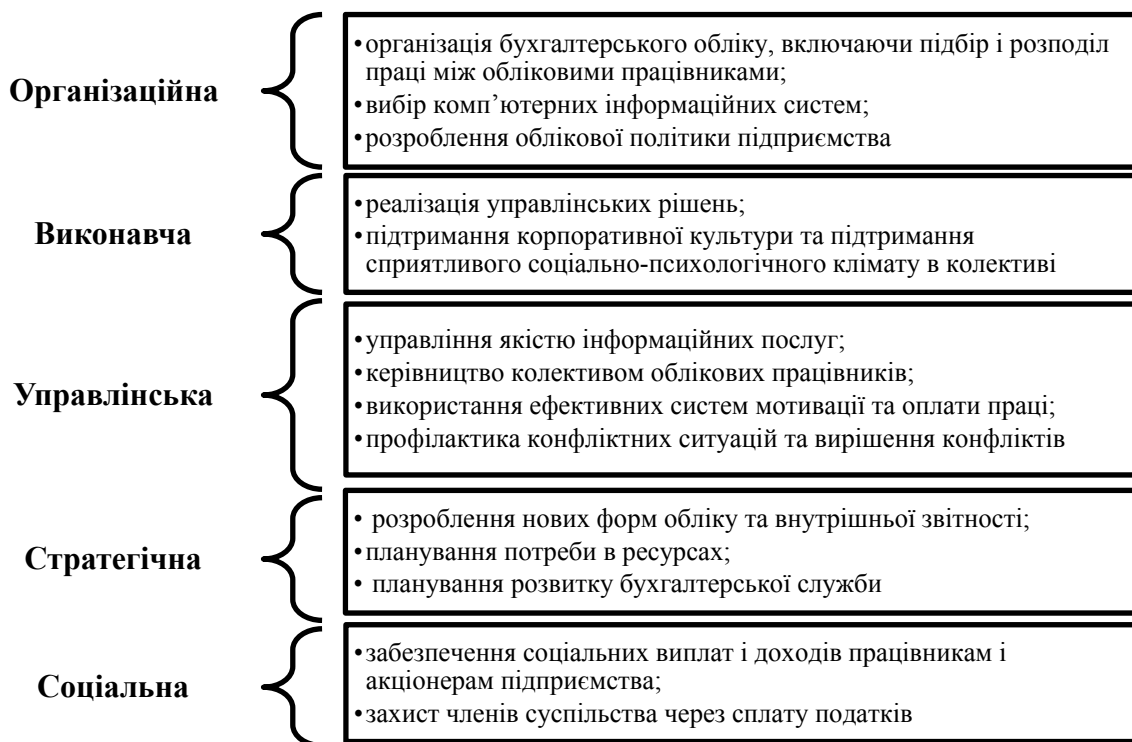 Організаційна
•організація бухгалтерського обліку, включаючи підбір і розподіл
праці між обліковими працівниками;
•вибір комп’ютерних інформаційних систем;
•розроблення облікової політики підприємства
Виконавча
•реалізація управлінських рішень;
•підтримання корпоративної культури та підтримання
сприятливого соціально-психологічного клімату в колективі
Управлінська
•управління якістю інформаційних послуг;
•керівництво колективом облікових працівників;
•використання ефективних систем мотивації та оплати праці;
•профілактика конфліктних ситуацій та вирішення конфліктів
Стратегічна
• розроблення нових форм обліку та внутрішньої звітності;
•планування потреби в ресурсах;
• планування розвитку бухгалтерської служби
Соціальна
•забезпечення соціальних виплат і доходів працівникам і
акціонерам підприємства;
•захист членів суспільства через сплату податків